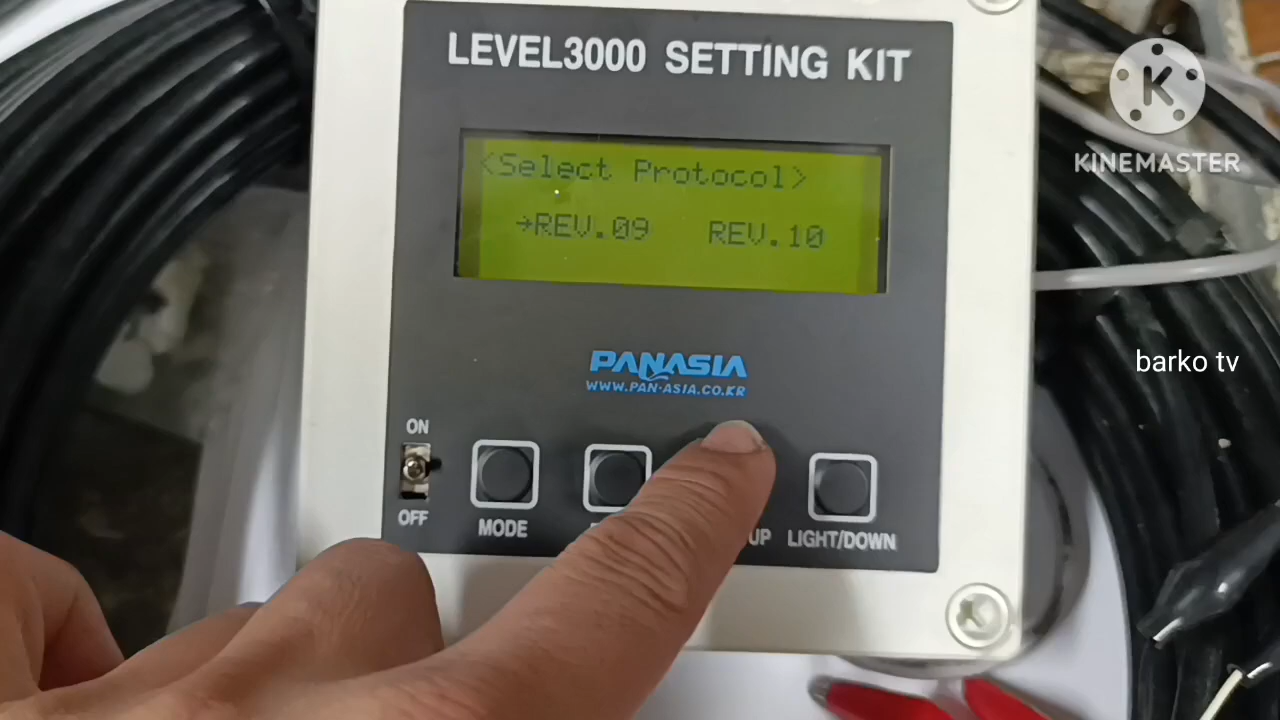 LEVEL3000 SETTING KIT
KINEMASTER
<Select Protocol>
→REV.09 REV.10
barko tv
PANASIA
WWW.PAN-ASIA.CO.KR
ON
OFF
MODE
UP
LIGHT/DOWN